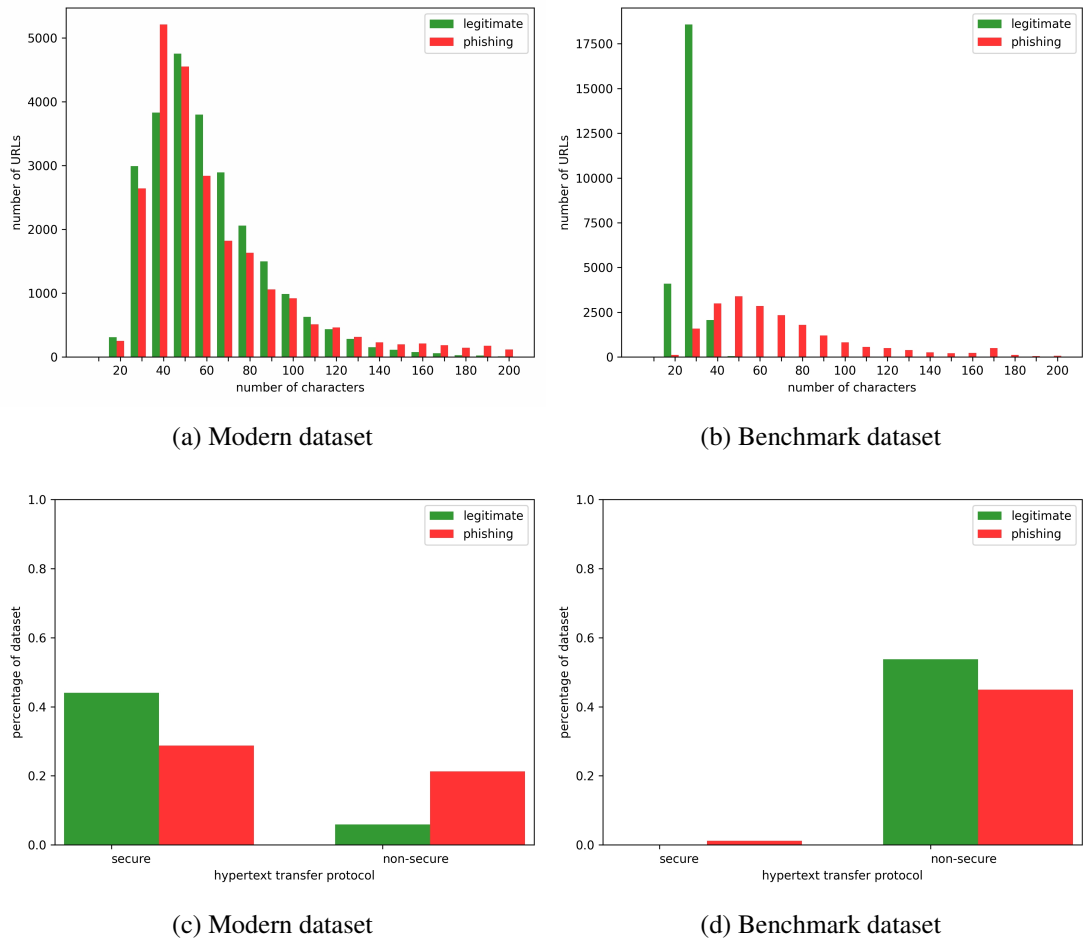 legitimate
phishing
5000
4000
3000
2000
1000
0
number of URLs
20 40 60 80 100 120 140 160 180 200
number of characters
(a) Modern dataset
legitimate
phishing
17500
15000
12500
10000
7500
5000
2500
0
number of URLs
20 40 60 80 100 120 140 160 180 200
number of characters
(b) Benchmark dataset
legitimate
phishing
1.0
0.8
0.6
0.4
0.2
0.0
percentage of dataset
secure non-secure
hypertext transfer protocol
(c) Modern dataset
legitimate
phishing
1.0
0.8
0.6
0.4
0.2
0.0
percentage of dataset
secure non-secure
hypertext transfer protocol
(d) Benchmark dataset